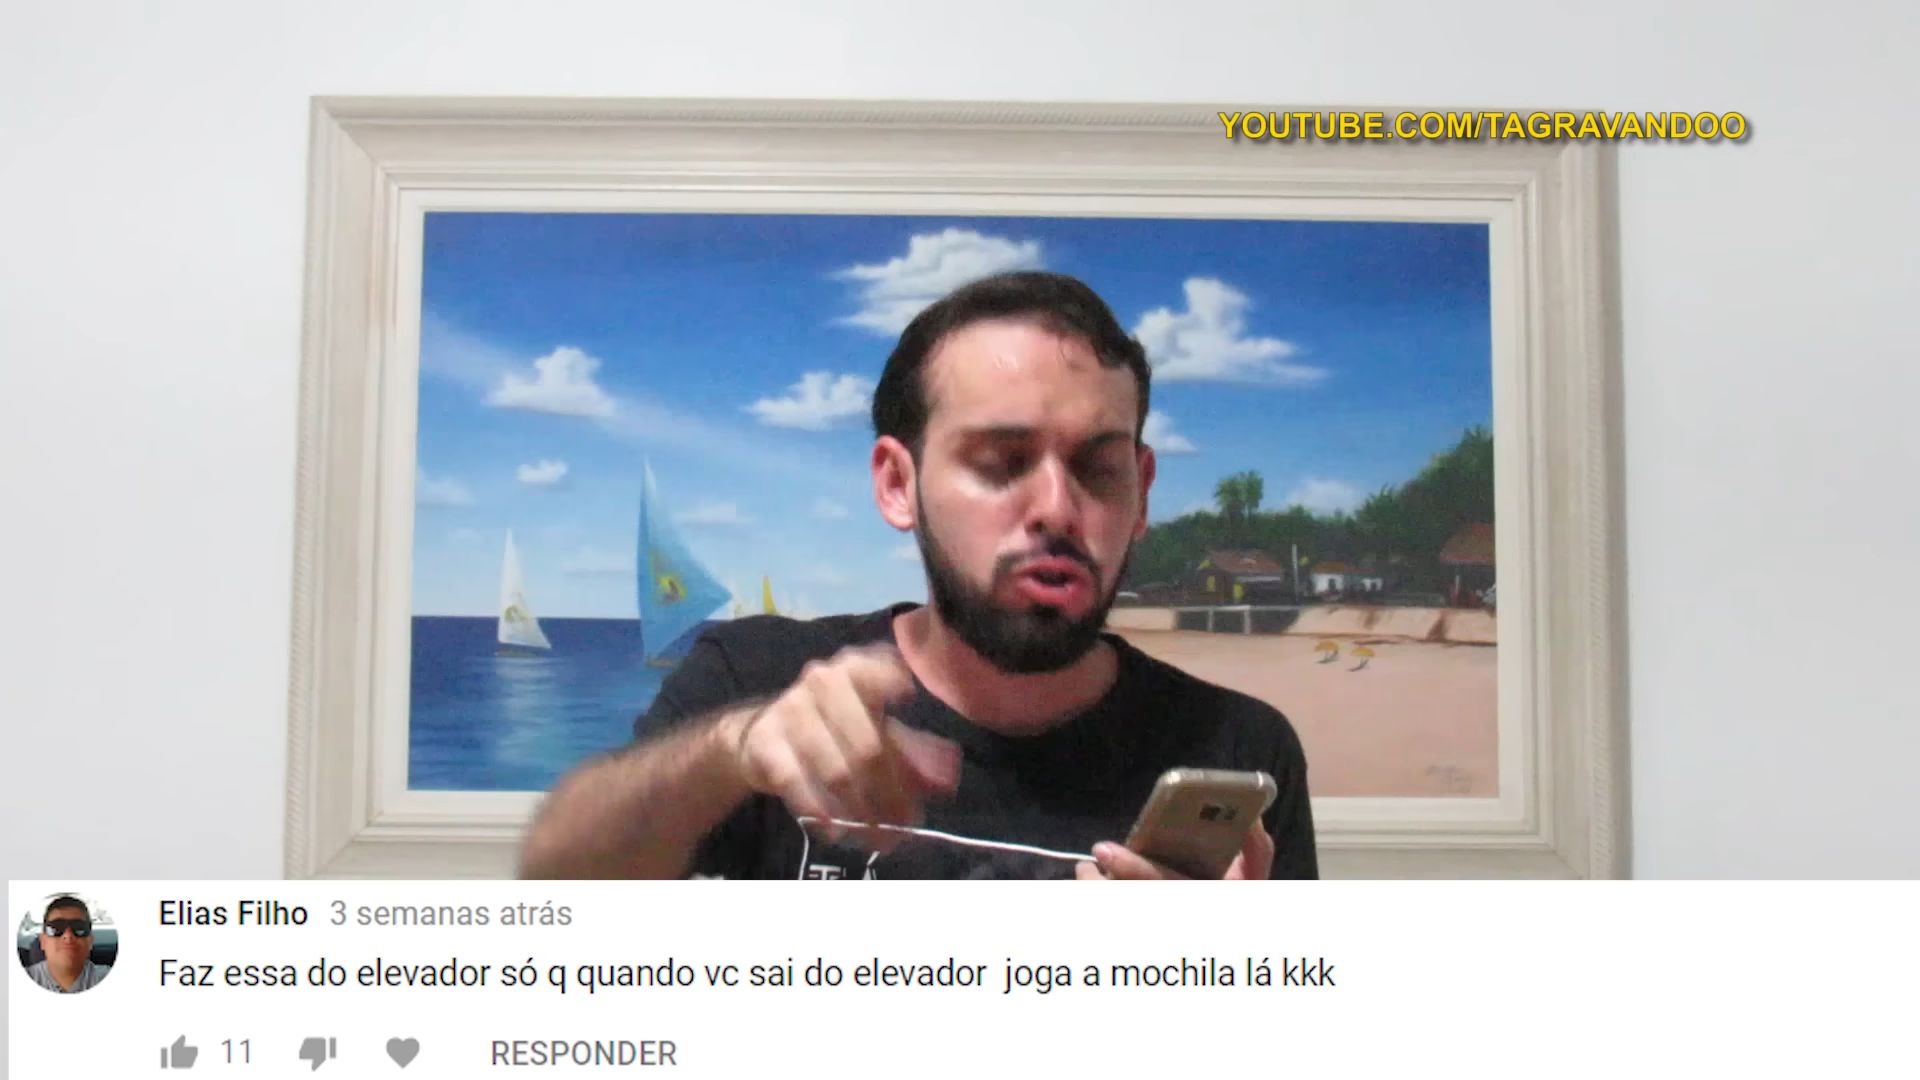 YOUTUBE.COM/TAGRAVANDOO
Elias Filho 3 semanas atrás
Faz essa do elevador só q quando vc sai do elevador joga a mochila lá kkk
11 RESPONDER